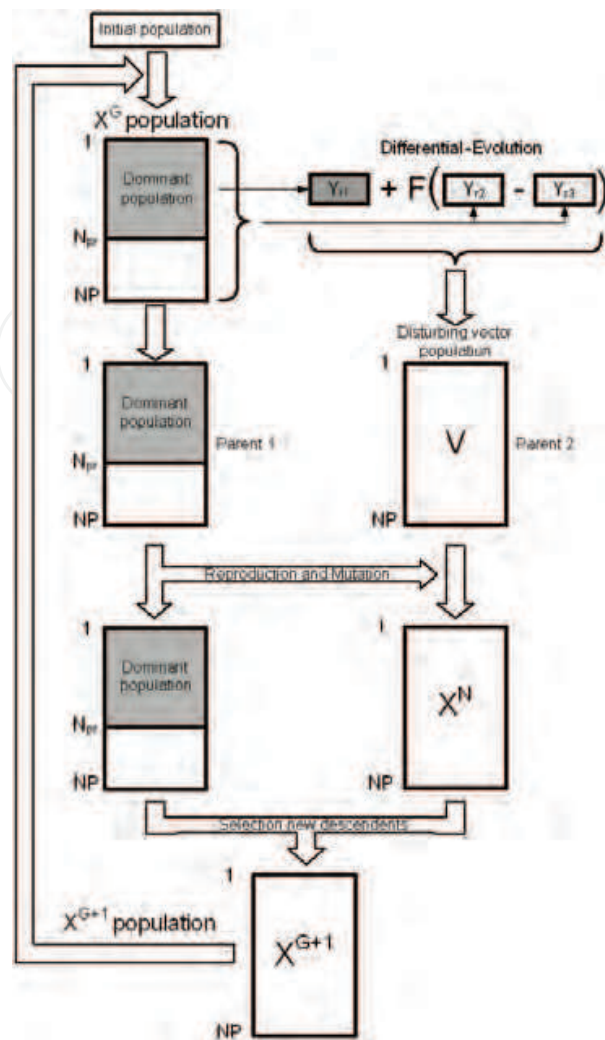 Initial population
X^G population
1
Dominant population
N_pr
NP
Differential-Evolution
Y_r1 + F ( Y_r2 - Y_r3 )
1
Dominant population
N_pr
NP
Parent 1
Disturbing vector population
1
V
NP
Parent 2
Reproduction and Mutation
1
Dominant population
N_pr
NP
1
X^N
NP
Selection new descendents
1
X^G+1 population
X^G+1
NP